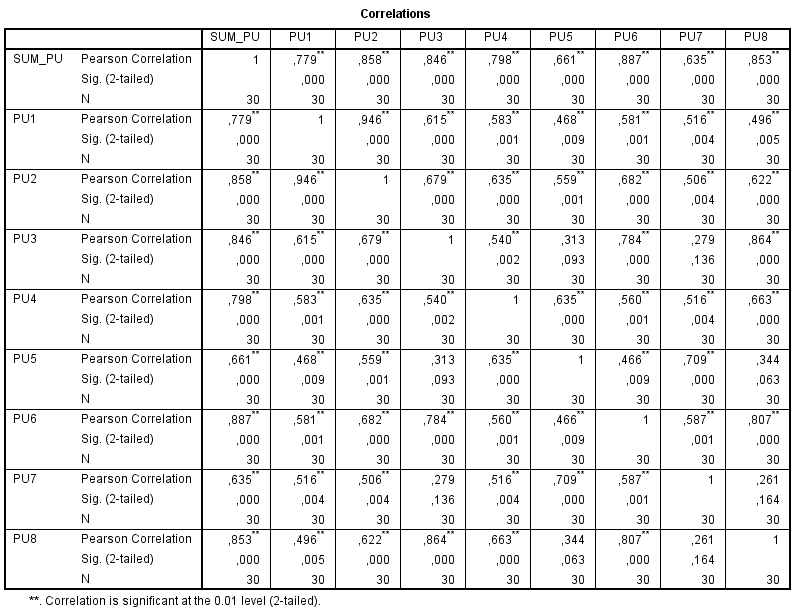 Correlations
SUM_PU PU1 PU2 PU3 PU4 PU5 PU6 PU7 PU8
SUM_PU Pearson Correlation 1 ,779** ,858** ,846** ,798** ,661** ,887** ,635** ,853**
Sig. (2-tailed) ,000 ,000 ,000 ,000 ,000 ,000 ,000 ,000
N 30 30 30 30 30 30 30 30 30
PU1 Pearson Correlation ,779** 1 ,946** ,615** ,583** ,468** ,581** ,516** ,496**
Sig. (2-tailed) ,000 ,000 ,000 ,001 ,009 ,001 ,004 ,005
N 30 30 30 30 30 30 30 30 30
PU2 Pearson Correlation ,858** ,946** 1 ,679** ,635** ,559** ,682** ,506** ,622**
Sig. (2-tailed) ,000 ,000 ,000 ,000 ,001 ,000 ,004 ,000
N 30 30 30 30 30 30 30 30 30
PU3 Pearson Correlation ,846** ,615** ,679** 1 ,540** ,313 ,784** ,279 ,864**
Sig. (2-tailed) ,000 ,000 ,000 ,002 ,093 ,000 ,136 ,000
N 30 30 30 30 30 30 30 30 30
PU4 Pearson Correlation ,798** ,583** ,635** ,540** 1 ,635** ,560** ,516** ,663**
Sig. (2-tailed) ,000 ,001 ,000 ,002 ,000 ,001 ,004 ,000
N 30 30 30 30 30 30 30 30 30
PU5 Pearson Correlation ,661** ,468** ,559** ,313 ,635** 1 ,466** ,709** ,344
Sig. (2-tailed) ,000 ,009 ,001 ,093 ,000 ,009 ,000 ,063
N 30 30 30 30 30 30 30 30 30
PU6 Pearson Correlation ,887** ,581** ,682** ,784** ,560** ,466** 1 ,587** ,807**
Sig. (2-tailed) ,000 ,001 ,000 ,000 ,001 ,009 ,001 ,000
N 30 30 30 30 30 30 30 30 30
PU7 Pearson Correlation ,635** ,516** ,506** ,279 ,516** ,709** ,587** 1 ,261
Sig. (2-tailed) ,000 ,004 ,004 ,136 ,004 ,000 ,001 ,164
N 30 30 30 30 30 30 30 30 30
PU8 Pearson Correlation ,853** ,496** ,622** ,864** ,663** ,344 ,807** ,261 1
Sig. (2-tailed) ,000 ,005 ,000 ,000 ,000 ,063 ,000 ,164
N 30 30 30 30 30 30 30 30 30
**. Correlation is significant at the 0.01 level (2-tailed).